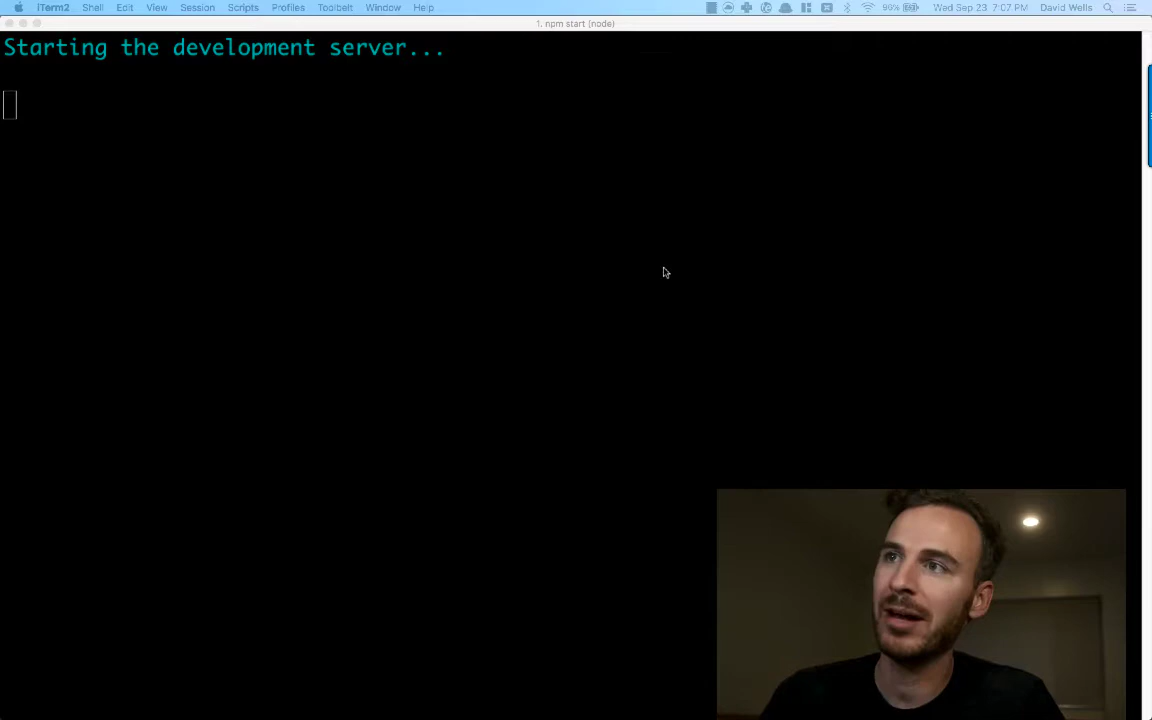 iTerm2 Shell Edit View Session Scripts Profiles Toolbelt Window Help 99% Wed Sep 23 7:07 PM David Wells
1. npm start (node)
Starting the development server...